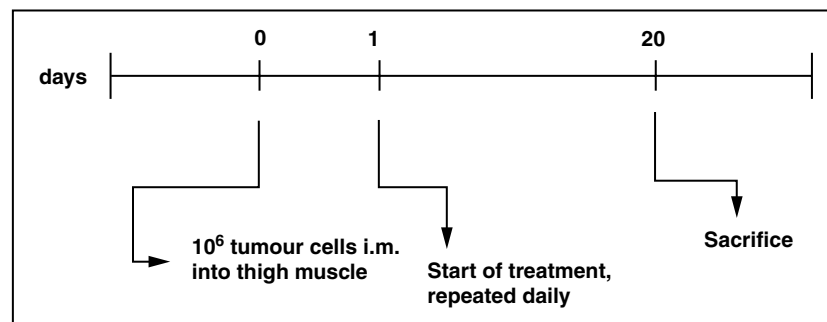 0 1 20
days
10⁶ tumour cells i.m.
into thigh muscle
Start of treatment,
repeated daily
Sacrifice